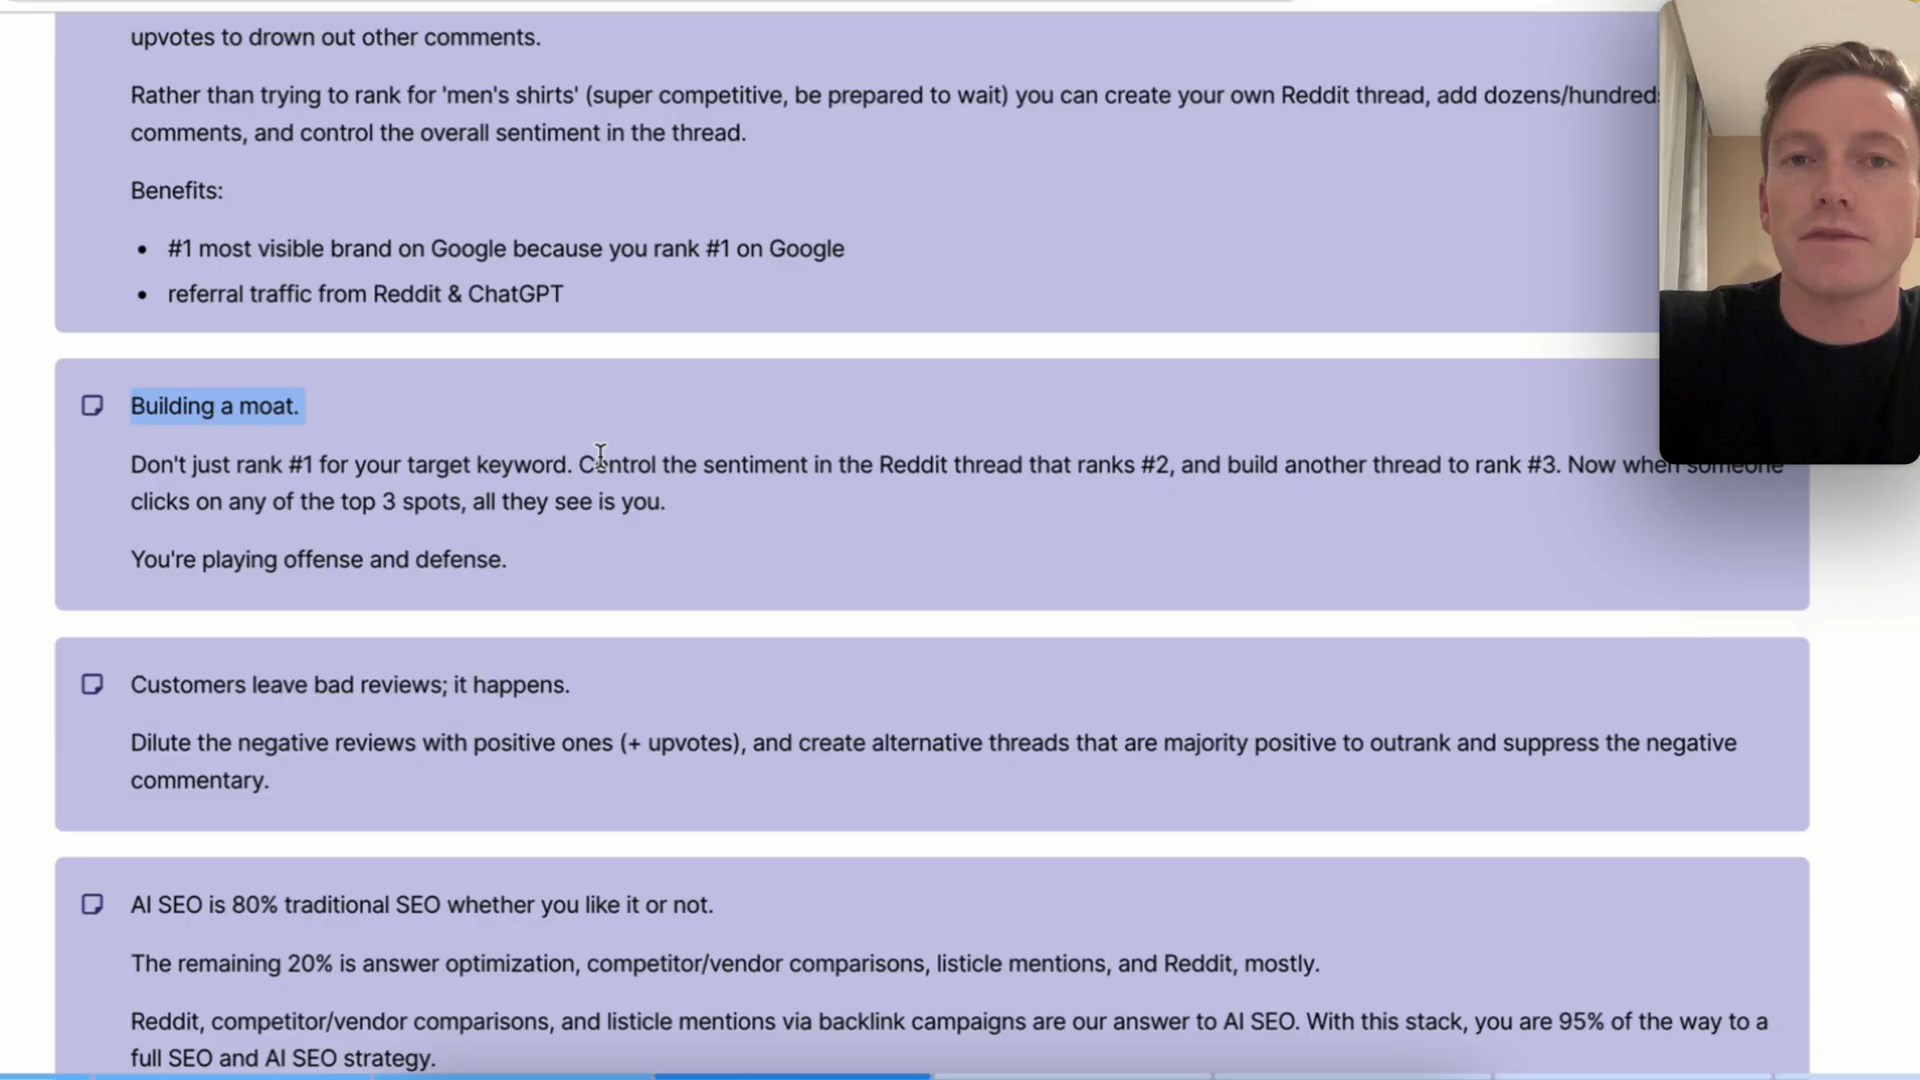 upvotes to drown out other comments.
Rather than trying to rank for 'men's shirts' (super competitive, be prepared to wait) you can create your own Reddit thread, add dozens/hundreds
comments, and control the overall sentiment in the thread.
Benefits:
• #1 most visible brand on Google because you rank #1 on Google
• referral traffic from Reddit & ChatGPT
Building a moat.
Don't just rank #1 for your target keyword. Control the sentiment in the Reddit thread that ranks #2, and build another thread to rank #3. Now when someone
clicks on any of the top 3 spots, all they see is you.
You're playing offense and defense.
Customers leave bad reviews; it happens.
Dilute the negative reviews with positive ones (+ upvotes), and create alternative threads that are majority positive to outrank and suppress the negative
commentary.
AI SEO is 80% traditional SEO whether you like it or not.
The remaining 20% is answer optimization, competitor/vendor comparisons, listicle mentions, and Reddit, mostly.
Reddit, competitor/vendor comparisons, and listicle mentions via backlink campaigns are our answer to AI SEO. With this stack, you are 95% of the way to a
full SEO and AI SEO strategy.